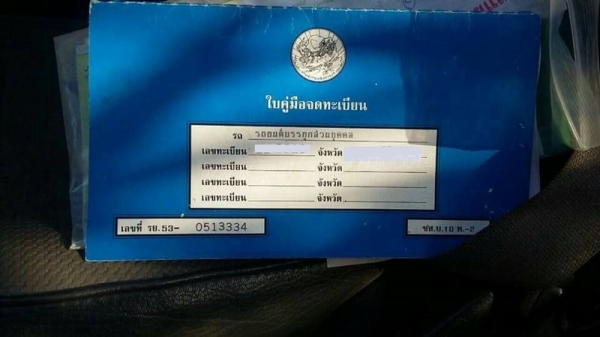 ใบคู่มือจดทะเบียน
รถ รถยนต์บรรทุกส่วนบุคคล
เลขทะเบียน จังหวัด
เลขทะเบียน จังหวัด
เลขทะเบียน จังหวัด
เลขทะเบียน จังหวัด
เลขที่ รย.53- 0513334